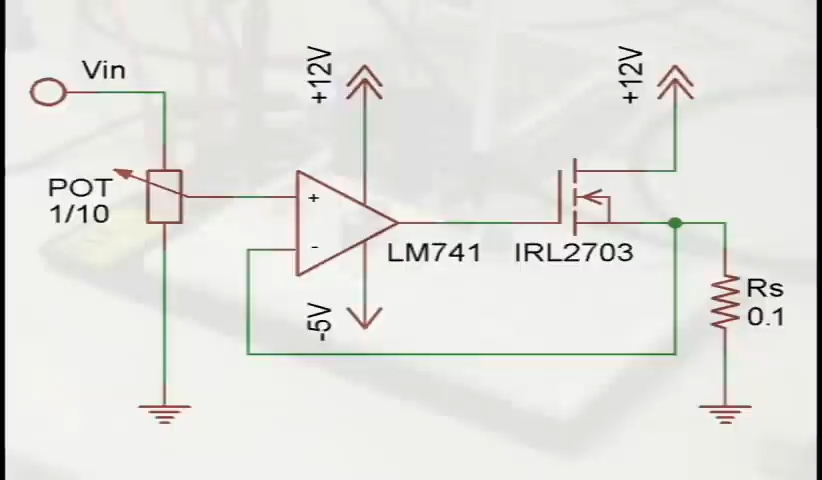 Vin
+12V
+12V
POT
1/10
+
-
LM741
IRL2703
-5V
Rs
0.1